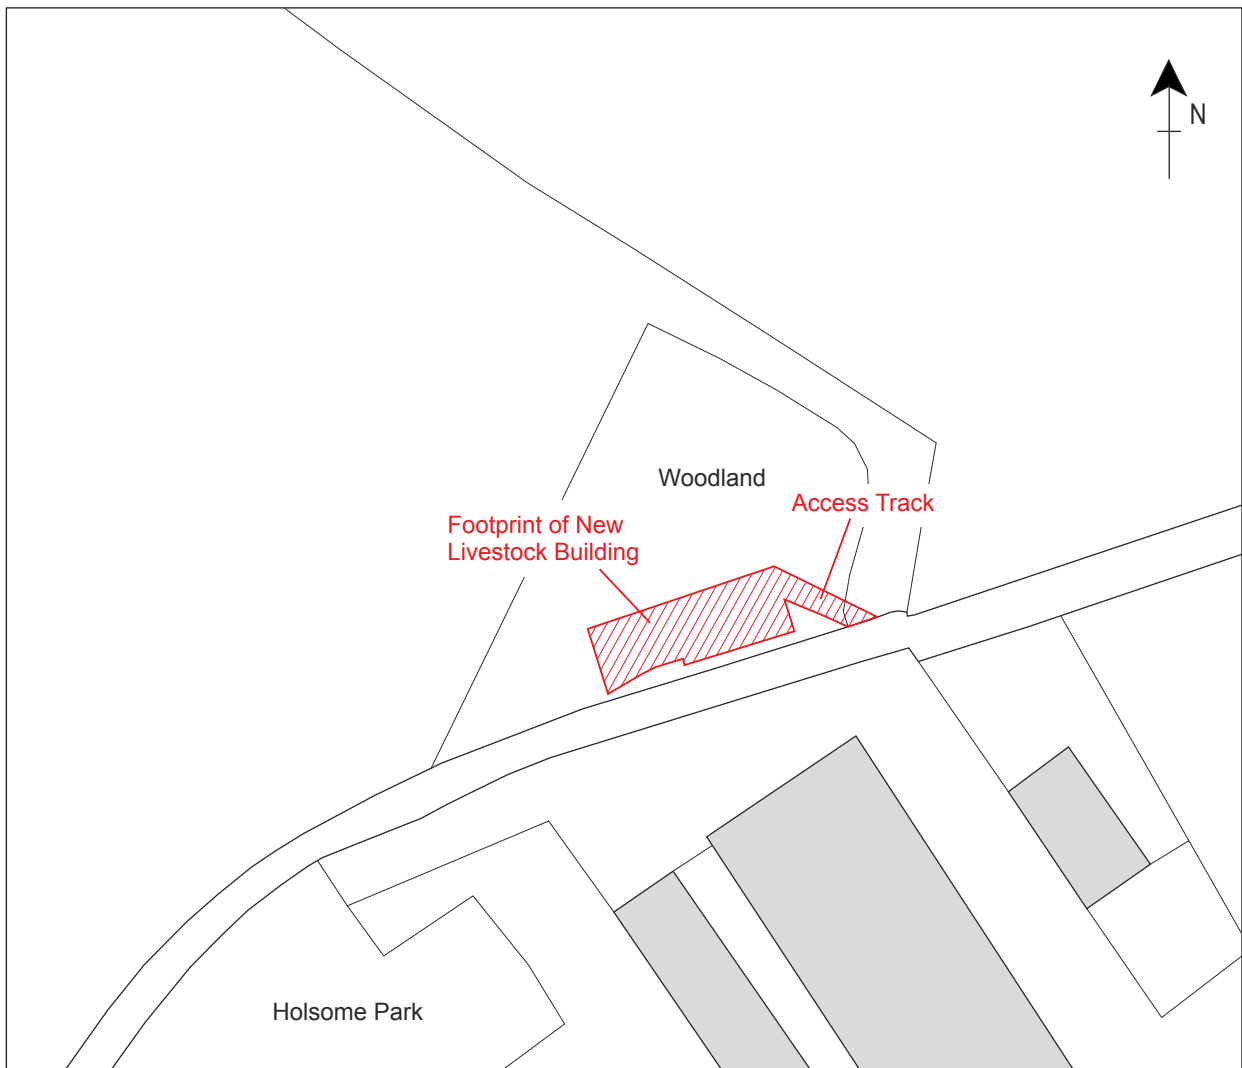 N
Woodland
Access Track
Footprint of New
Livestock Building
Holsome Park